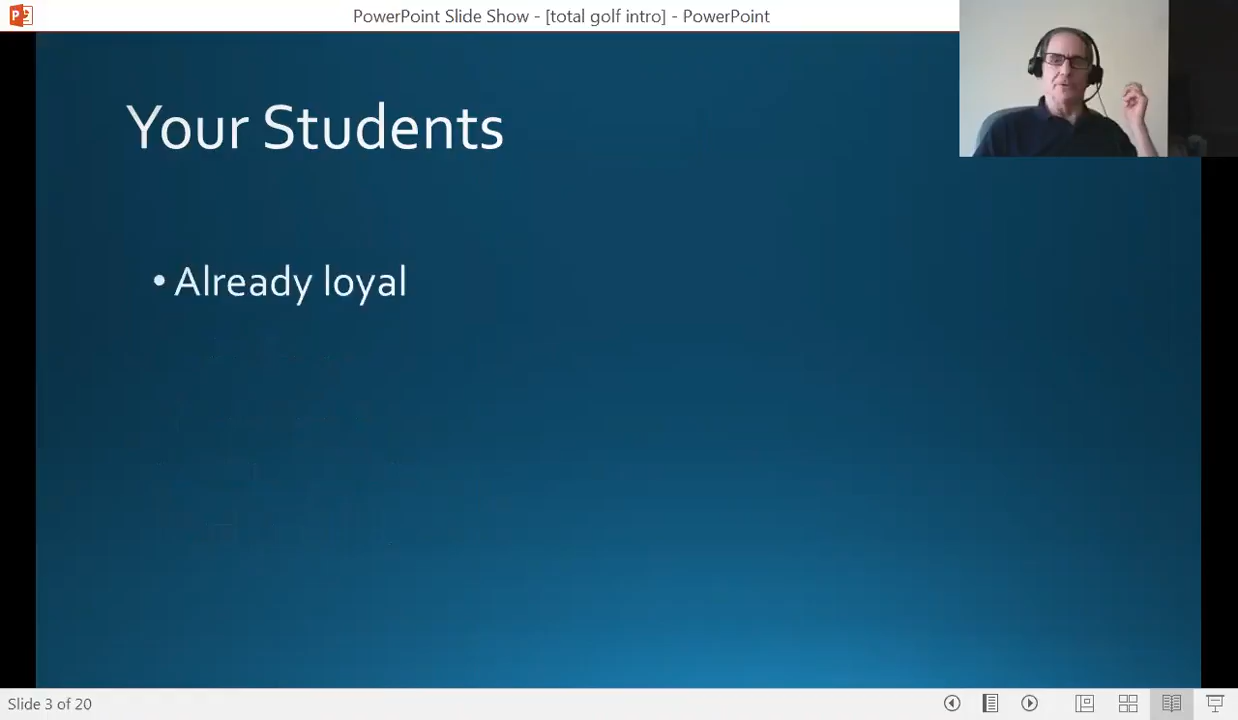 PowerPoint Slide Show - [total golf intro] - PowerPoint
Your Students
• Already loyal
Slide 3 of 20